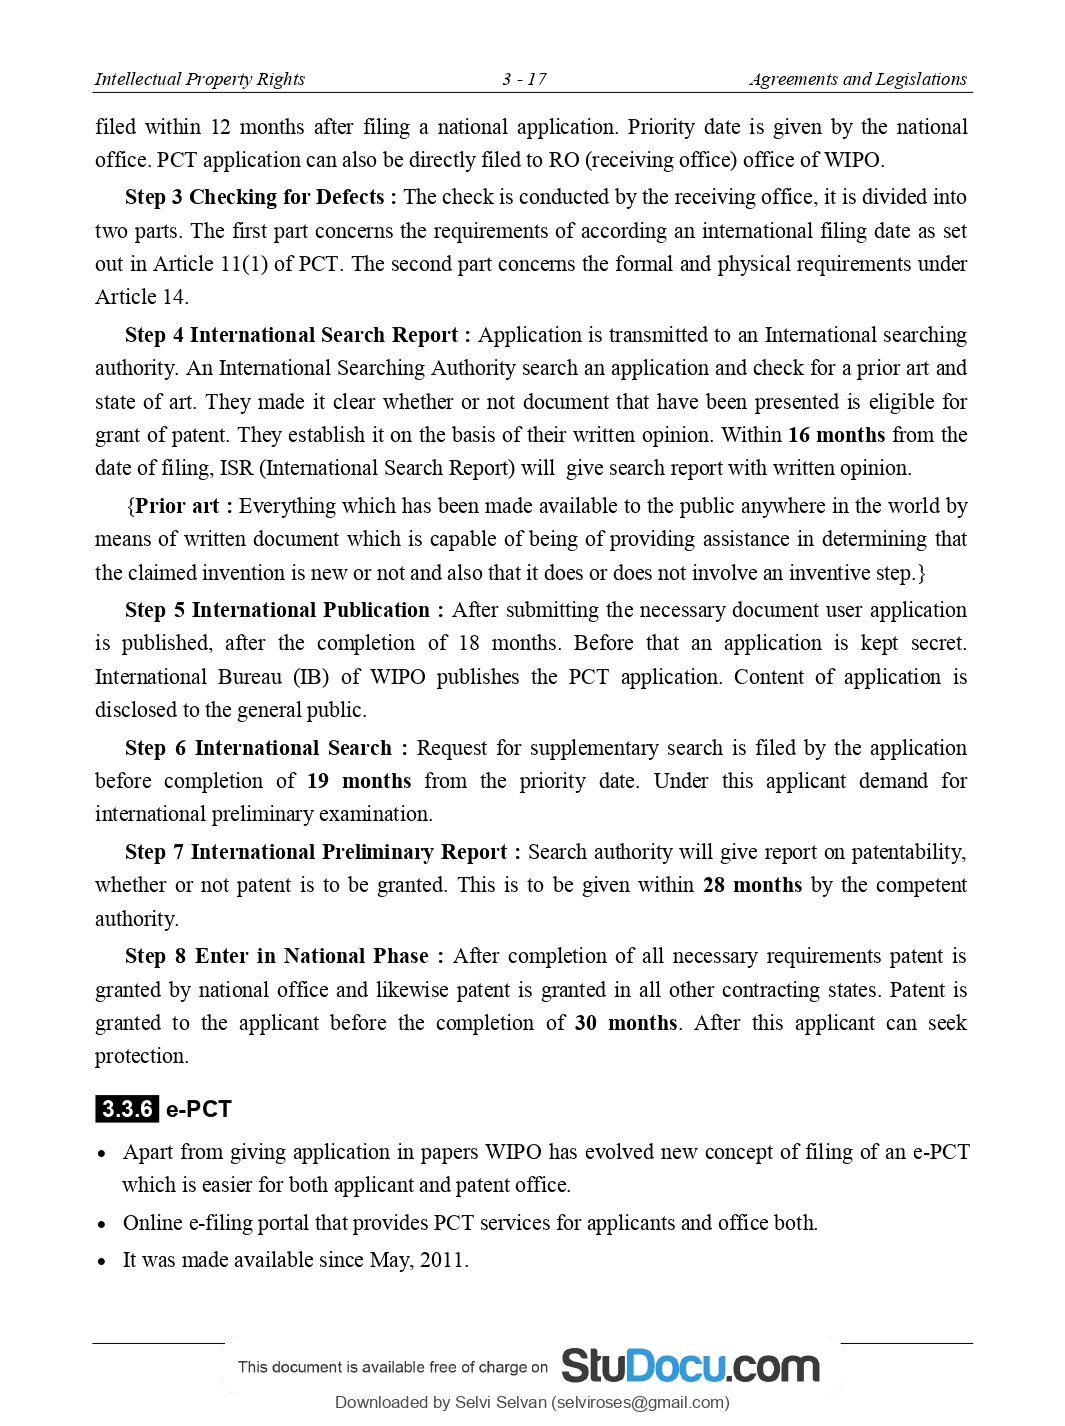 Intellectual Property Rights 3 - 17 Agreements and Legislations
filed within 12 months after filing a national application. Priority date is given by the national
office. PCT application can also be directly filed to RO (receiving office) office of WIPO.
Step 3 Checking for Defects : The check is conducted by the receiving office, it is divided into
two parts. The first part concerns the requirements of according an international filing date as set
out in Article 11(1) of PCT. The second part concerns the formal and physical requirements under
Article 14.
Step 4 International Search Report : Application is transmitted to an International searching
authority. An International Searching Authority search an application and check for a prior art and
state of art. They made it clear whether or not document that have been presented is eligible for
grant of patent. They establish it on the basis of their written opinion. Within 16 months from the
date of filing, ISR (International Search Report) will give search report with written opinion.
{Prior art : Everything which has been made available to the public anywhere in the world by
means of written document which is capable of being of providing assistance in determining that
the claimed invention is new or not and also that it does or does not involve an inventive step.}
Step 5 International Publication : After submitting the necessary document user application
is published, after the completion of 18 months. Before that an application is kept secret.
International Bureau (IB) of WIPO publishes the PCT application. Content of application is
disclosed to the general public.
Step 6 International Search : Request for supplementary search is filed by the application
before completion of 19 months from the priority date. Under this applicant demand for
international preliminary examination.
Step 7 International Preliminary Report : Search authority will give report on patentability,
whether or not patent is to be granted. This is to be given within 28 months by the competent
authority.
Step 8 Enter in National Phase : After completion of all necessary requirements patent is
granted by national office and likewise patent is granted in all other contracting states. Patent is
granted to the applicant before the completion of 30 months. After this applicant can seek
protection.
3.3.6 e-PCT
• Apart from giving application in papers WIPO has evolved new concept of filing of an e-PCT
which is easier for both applicant and patent office.
• Online e-filing portal that provides PCT services for applicants and office both.
• It was made available since May, 2011.
This document is available free of charge on StuDocu.com
Downloaded by Selvi Selvan (selviroses@gmail.com)